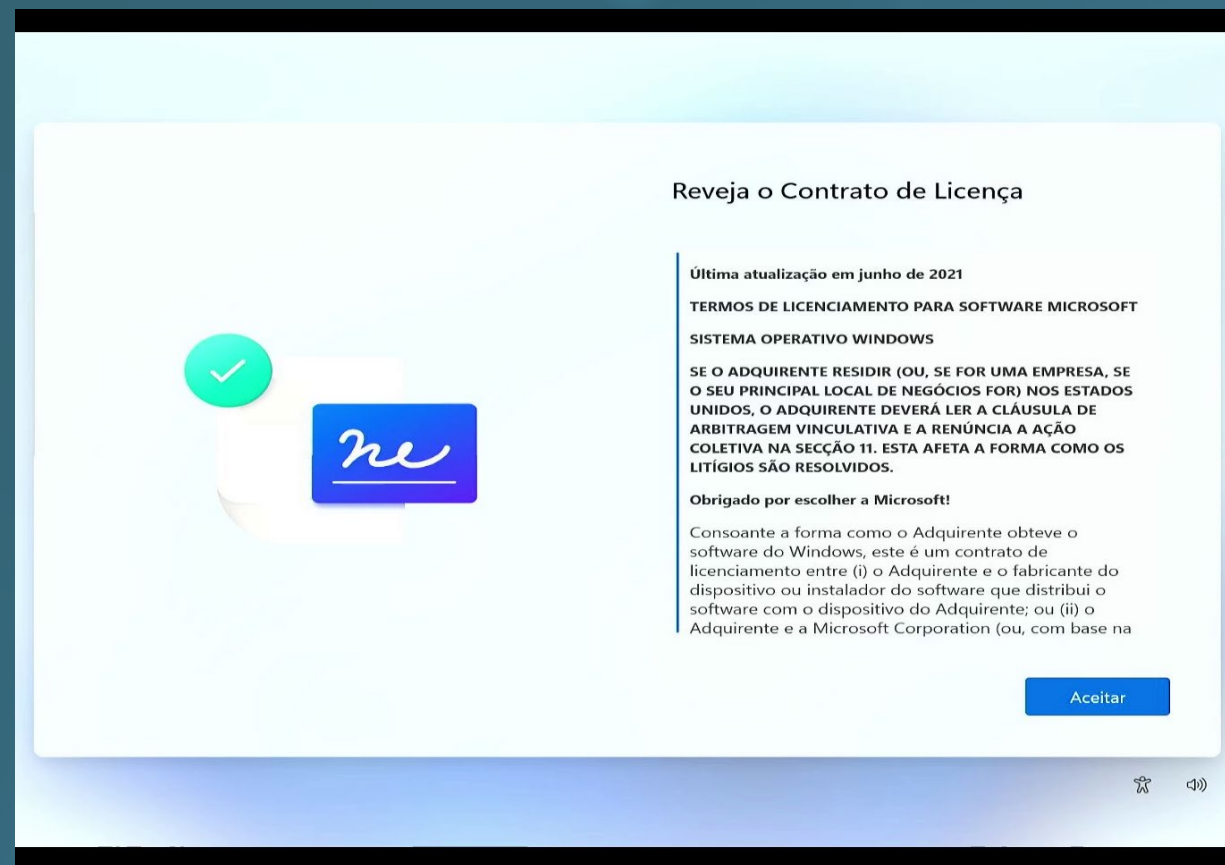 Reveja o Contrato de Licença
Última atualização em junho de 2021
TERMOS DE LICENCIAMENTO PARA SOFTWARE MICROSOFT
SISTEMA OPERATIVO WINDOWS
SE O ADQUIRENTE RESIDIR (OU, SE FOR UMA EMPRESA, SE
O SEU PRINCIPAL LOCAL DE NEGÓCIOS FOR) NOS ESTADOS
UNIDOS, O ADQUIRENTE DEVERÁ LER A CLÁUSULA DE
ARBITRAGEM VINCULATIVA E A RENÚNCIA A AÇÃO
COLETIVA NA SECÇÃO 11. ESTA AFETA A FORMA COMO OS
LITÍGIOS SÃO RESOLVIDOS.
Obrigado por escolher a Microsoft!
Consoante a forma como o Adquirente obteve o
software do Windows, este é um contrato de
licenciamento entre (i) o Adquirente e o fabricante do
dispositivo ou instalador do software que distribui o
software com o dispositivo do Adquirente; ou (ii) o
Adquirente e a Microsoft Corporation (ou, com base na
Aceitar